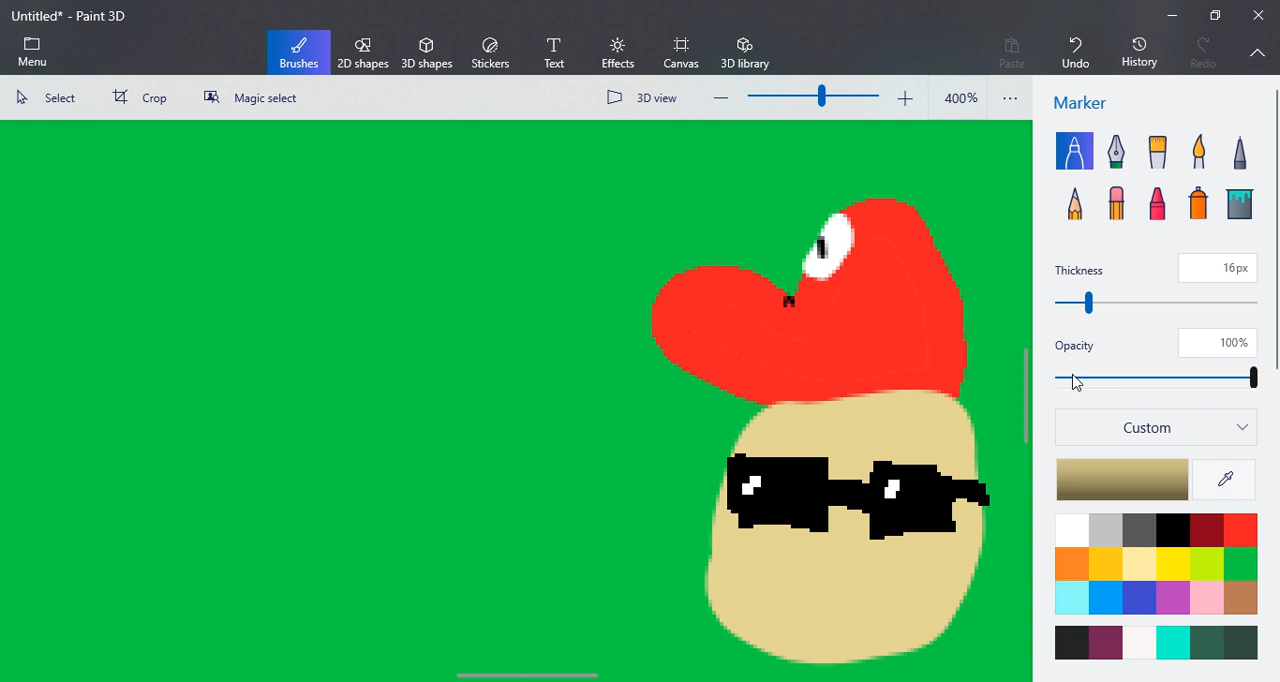 Untitled* - Paint 3D
Menu
Brushes
2D shapes
3D shapes
Stickers
Text
Effects
Canvas
3D library
Paste
Undo
History
Redo
Select
Crop
Magic select
3D view
400%
Marker
Thickness
16px
Opacity
100%
Custom